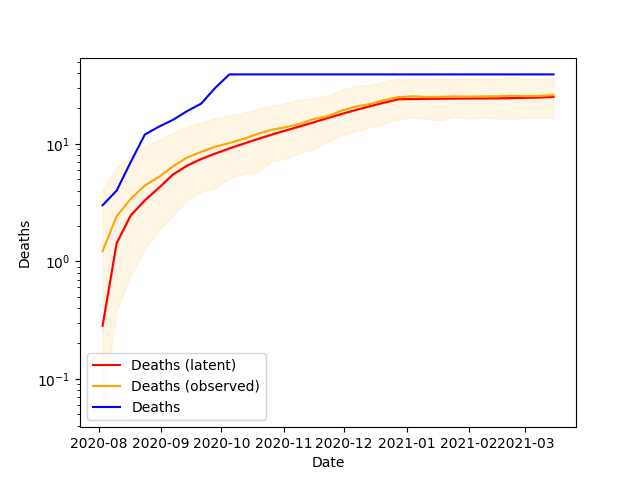 Deaths
10¹
10⁰
10⁻¹
Deaths (latent)
Deaths (observed)
Deaths
2020-08 2020-09 2020-10 2020-11 2020-12 2021-01 2021-02 2021-03
Date